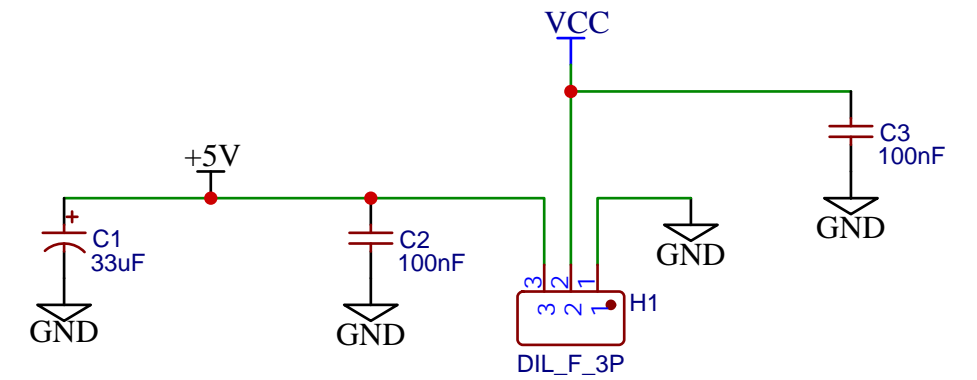 VCC
C3
100nF
GND
+5V
+
C1
33uF
GND
C2
100nF
GND
GND
3 2 1
3 2 1
H1
DIL_F_3P